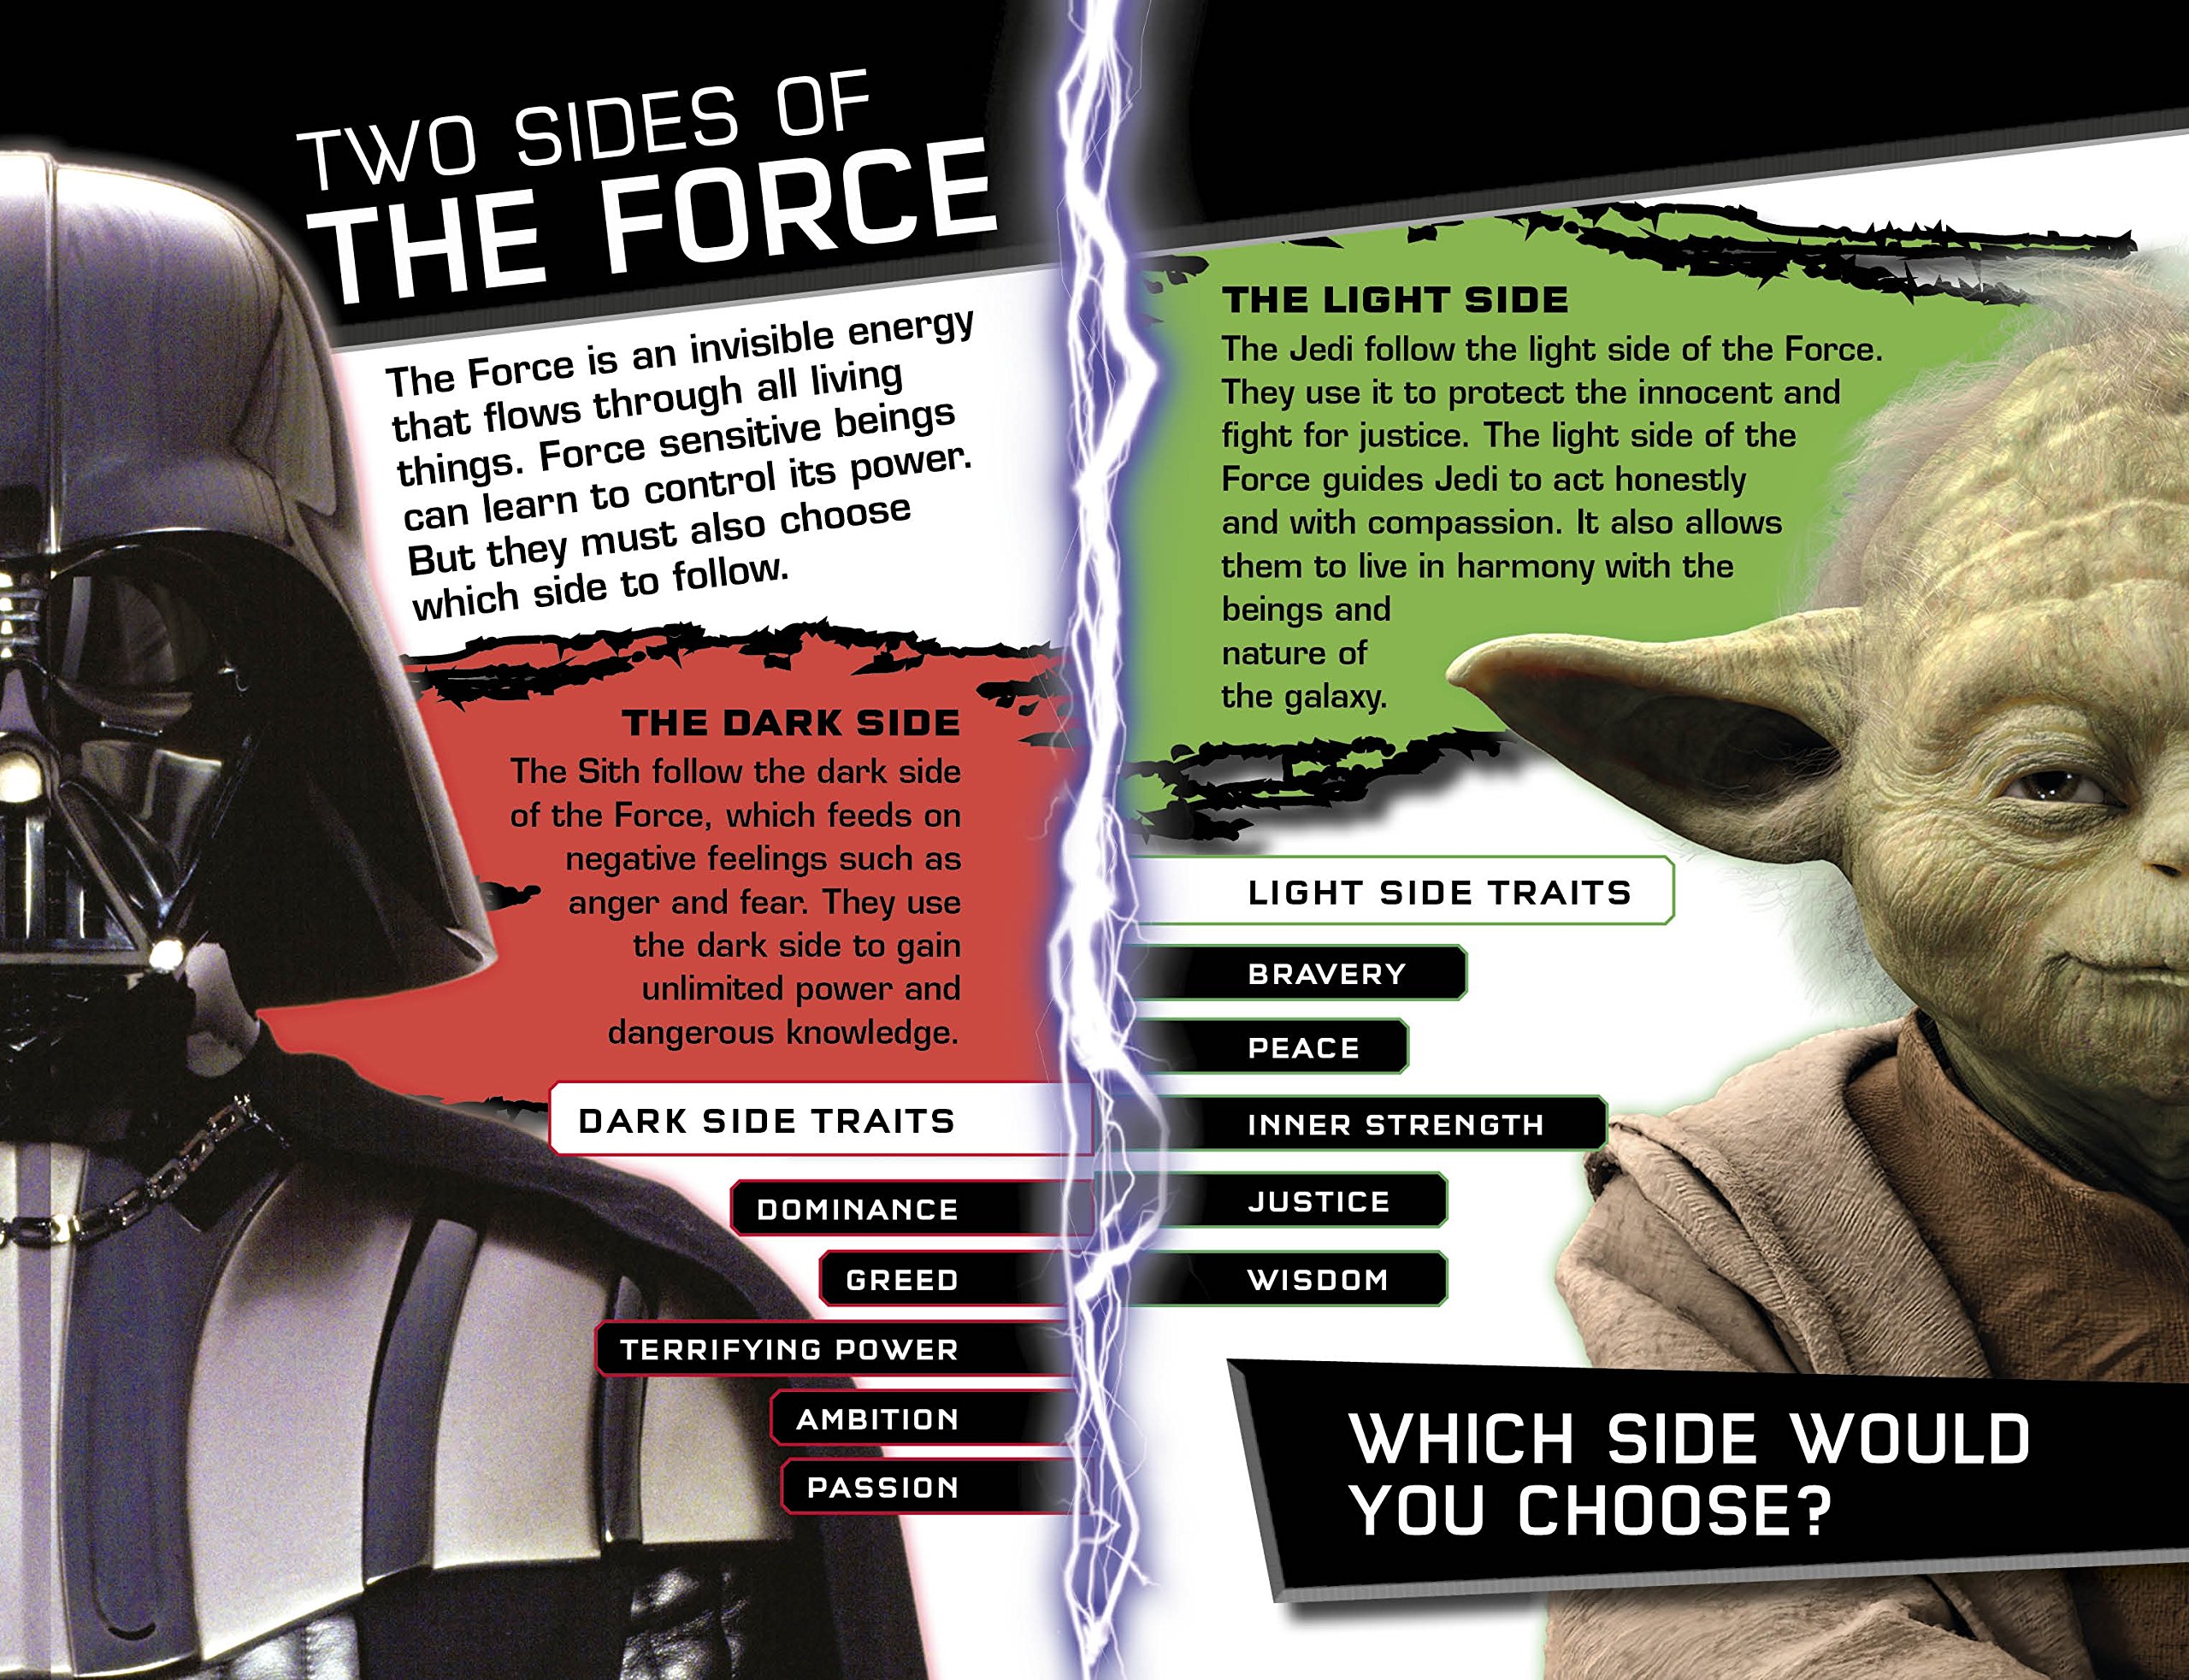 TWO SIDES OF
THE FORCE
The Force is an invisible energy
that flows through all living
things. Force sensitive beings
can learn to control its power.
But they must also choose
which side to follow.
THE DARK SIDE
The Sith follow the dark side
of the Force, which feeds on
negative feelings such as
anger and fear. They use
the dark side to gain
unlimited power and
dangerous knowledge.
DARK SIDE TRAITS
DOMINANCE
GREED
TERRIFYING POWER
AMBITION
PASSION
THE LIGHT SIDE
The Jedi follow the light side of the Force.
They use it to protect the innocent and
fight for justice. The light side of the
Force guides Jedi to act honestly
and with compassion. It also allows
them to live in harmony with the
beings and
nature of
the galaxy.
LIGHT SIDE TRAITS
BRAVERY
PEACE
INNER STRENGTH
JUSTICE
WISDOM
WHICH SIDE WOULD
YOU CHOOSE?